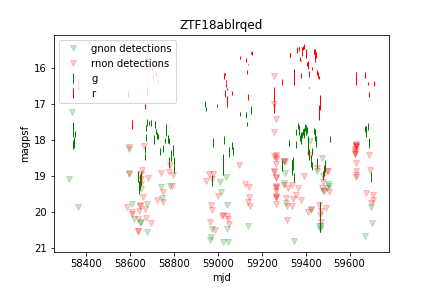 ZTF18ablrqed
gnon detections
rnon detections
g
r
magpsf
16
17
18
19
20
21
58400 58600 58800 59000 59200 59400 59600
mjd